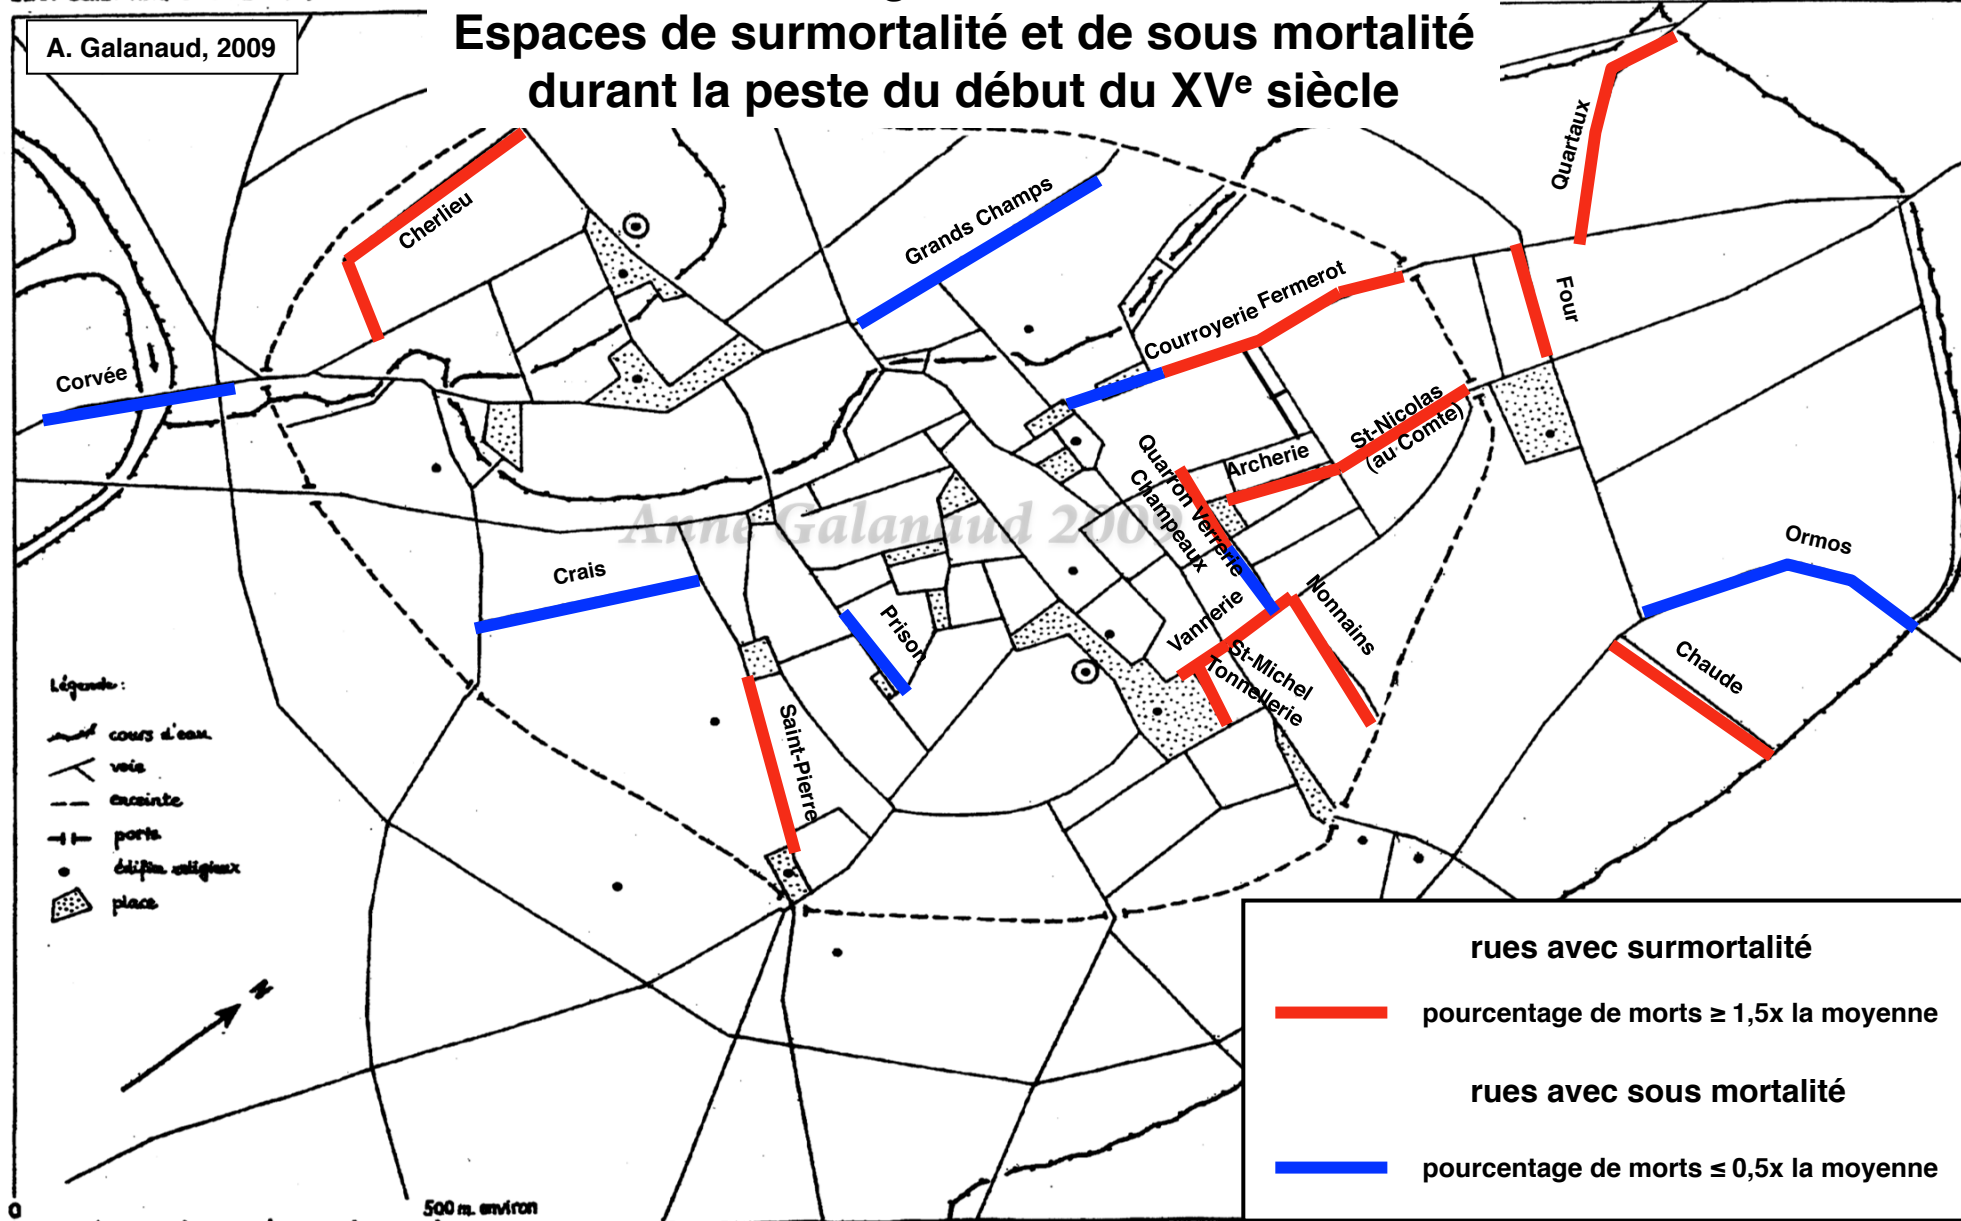 A. Galanaud, 2009
Espaces de surmortalité et de sous mortalité
durant la peste du début du XVe siècle
Quartaux
Cherlieu
Grands Champs
Fermerot
Courroyerie
Four
Corvée
St-Nicolas
(au Comte)
Archerie
Quarron Verrerie
Champeaux
Anne Galanaud 2009
Ormos
Crais
Nonnains
Vannerie
Prison
St-Michel
Tonnellerie
Chaude
Saint-Pierre
Légende :
cours d'eau
voie
enceinte
porte
édifice religieux
place
N
rues avec surmortalité
pourcentage de morts ≥ 1,5x la moyenne
rues avec sous mortalité
pourcentage de morts ≤ 0,5x la moyenne
0
500 m. environ